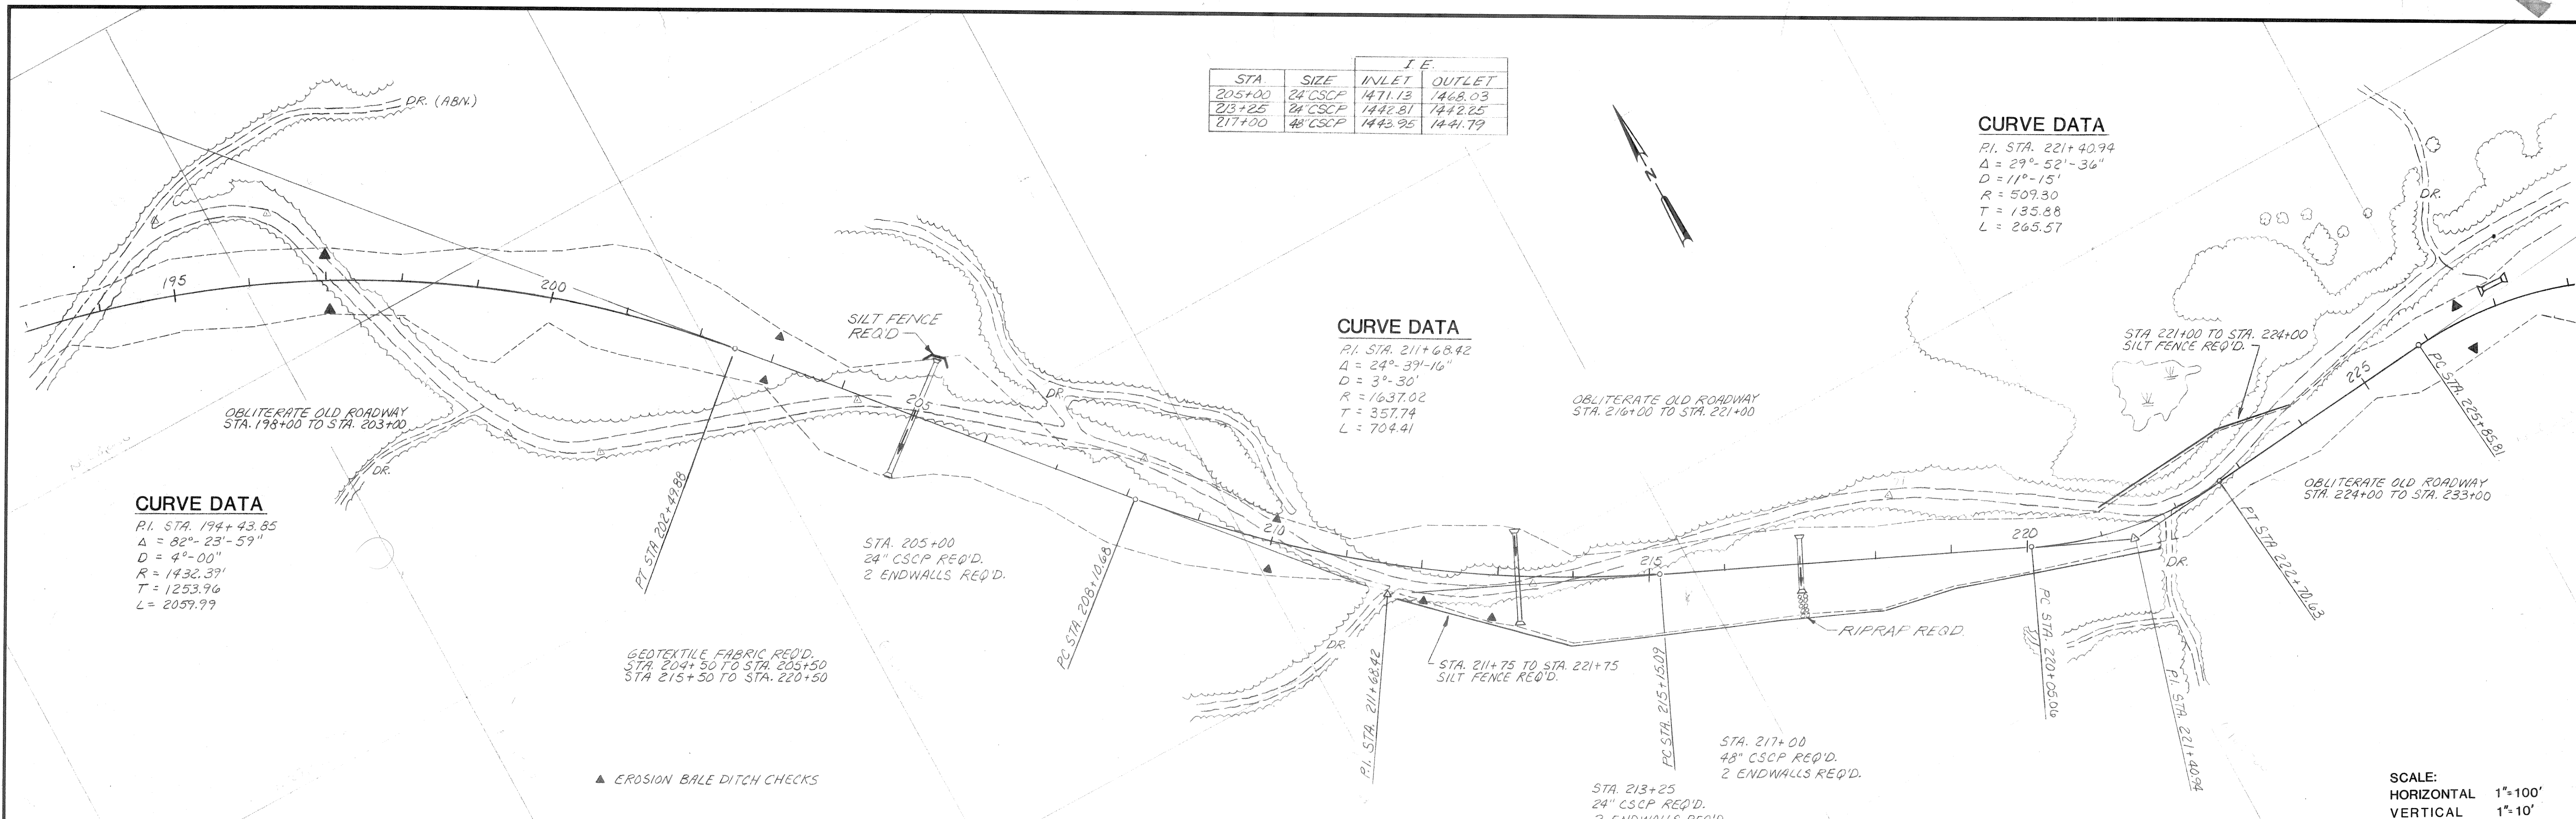 I.E.
STA. SIZE INLET OUTLET
205+00 24"CSCP 1471.13 1468.03
213+25 24"CSCP 1442.81 1442.25
217+00 48"CSCP 1443.95 1441.79
DR. (ABN.)
N
CURVE DATA
P.I. STA. 221+40.94
Δ = 29°-52'-36"
D = 11°-15'
R = 509.30
T = 135.88
L = 265.57
DR.
195
200
SILT FENCE
REQ'D
205
DR.
CURVE DATA
P.I. STA. 211+68.42
Δ = 24°-39'-16"
D = 3°-30'
R = 1637.02
T = 357.74
L = 704.41
OBLITERATE OLD ROADWAY
STA. 216+00 TO STA. 221+00
STA. 221+00 TO STA. 224+00
SILT FENCE REQ'D.
225
PC STA. 225+85.81
OBLITERATE OLD ROADWAY
STA. 198+00 TO STA. 203+00
DR.
OBLITERATE OLD ROADWAY
STA. 224+00 TO STA. 233+00
CURVE DATA
P.I. STA. 194+43.85
Δ = 82°-23'-59"
D = 4°-00"
R = 1432.39'
T = 1253.96
L = 2059.99
PT STA 202+49.88
STA. 205+00
24" CSCP REQ'D.
2 ENDWALLS REQ'D.
PC STA. 208+10.68
210
215
220
PT STA 222+70.63
DR.
GEOTEXTILE FABRIC REQ'D.
STA. 204+50 TO STA. 205+50
STA 215+50 TO STA. 220+50
DR.
P.I. STA. 211+68.42
STA. 211+75 TO STA. 221+75
SILT FENCE REQ'D.
PC STA. 215+15.09
RIPRAP REQD.
PC STA. 220+05.06
P.I. STA. 221+40.94
STA. 217+00
48" CSCP REQ'D.
2 ENDWALLS REQ'D.
▲ EROSION BALE DITCH CHECKS
STA. 213+25
24" CSCP REQ'D.
2 ENDWALLS REQ'D.
SCALE:
HORIZONTAL 1"=100'
VERTICAL 1"=10'